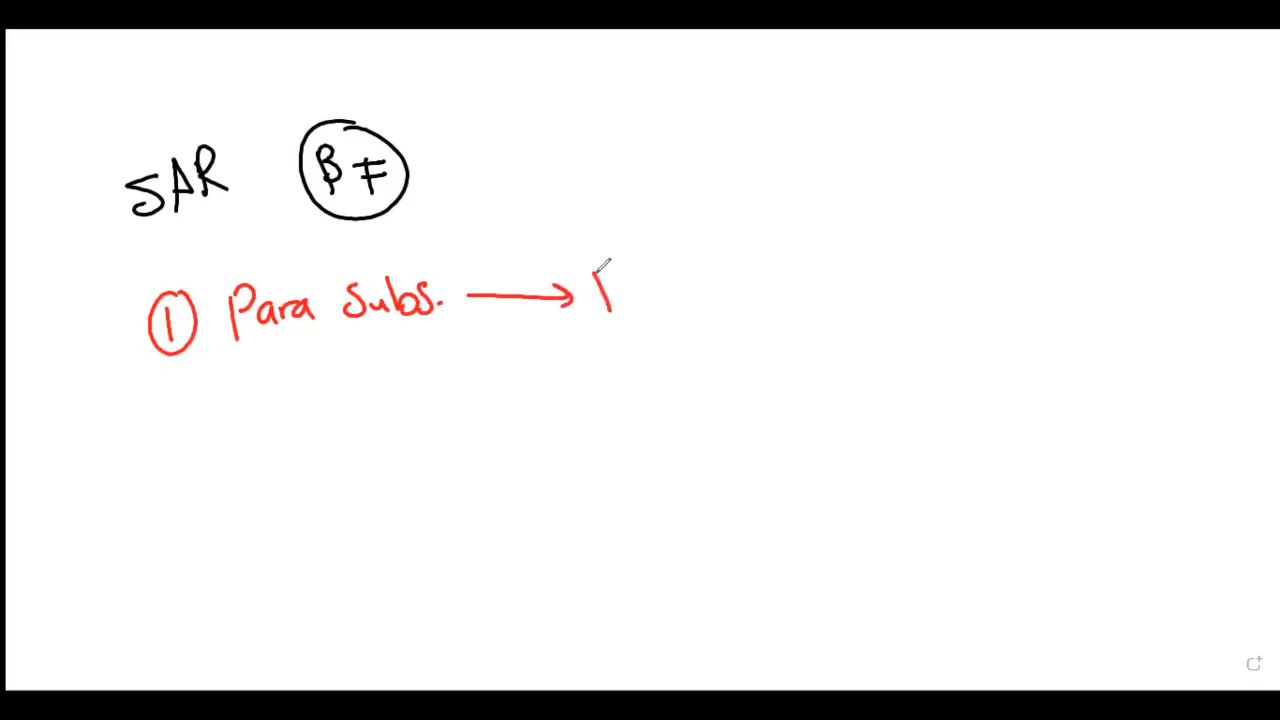 SAR βF
① Para Subs. →